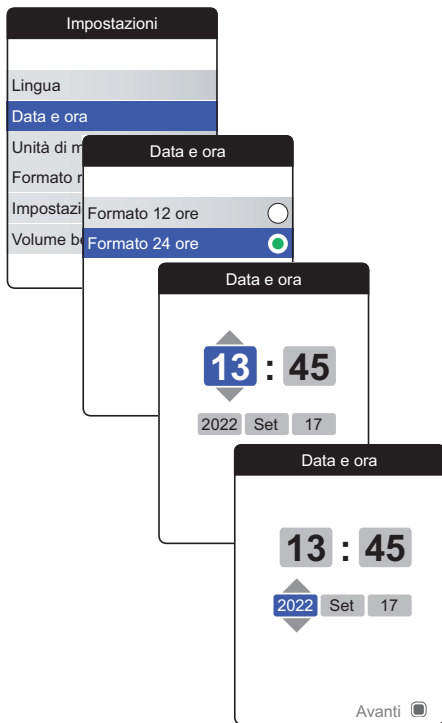 Impostazioni
Lingua
Data e ora
Unità di m
Formato r
Impostazi
Volume b
Data e ora
Formato 12 ore
Formato 24 ore
Data e ora
13 : 45
2022 Set 17
Data e ora
13 : 45
2022 Set 17
Avanti